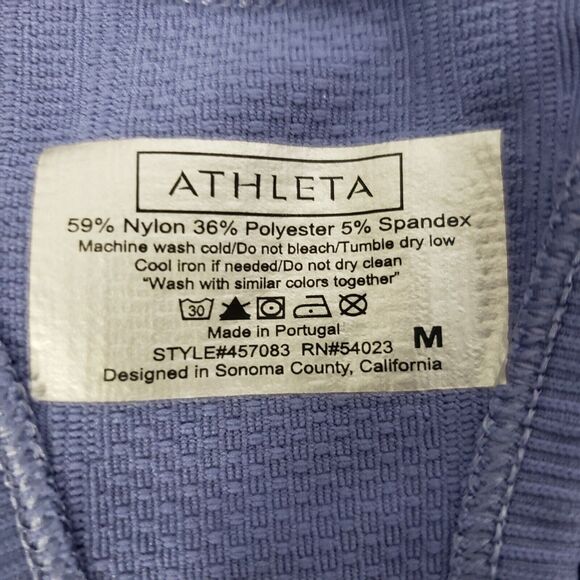 ATHLETA
59% Nylon 36% Polyester 5% Spandex
Machine wash cold/Do not bleach/Tumble dry low
Cool iron if needed/Do not dry clean
"Wash with similar colors together"
30
Made in Portugal
STYLE#457083 RN#54023 M
Designed in Sonoma County, California